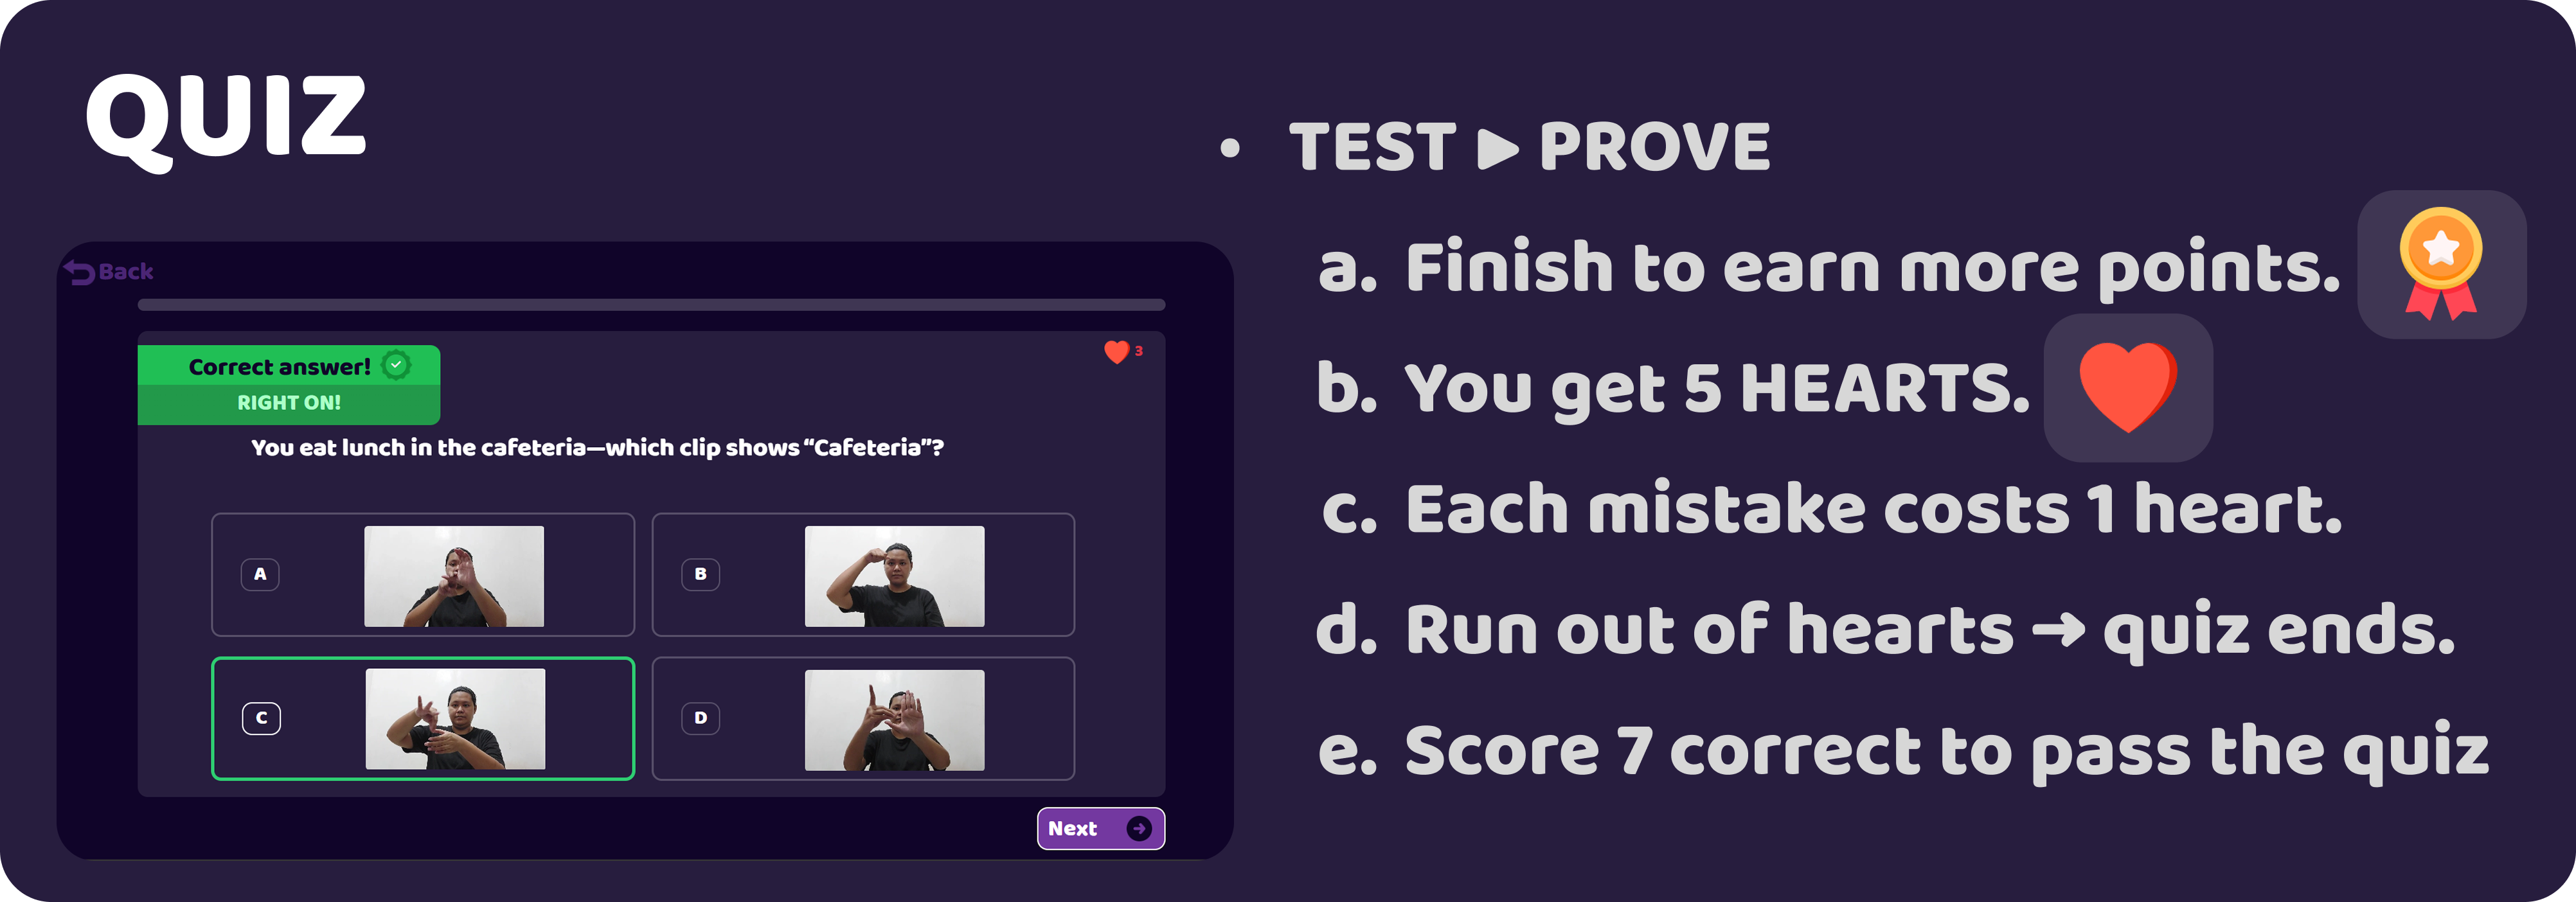 QUIZ
Back
Correct answer!
RIGHT ON!
3
You eat lunch in the cafeteria—which clip shows “Cafeteria”?
A
B
C
D
Next
• TEST ▶ PROVE
a. Finish to earn more points.
b. You get 5 HEARTS.
c. Each mistake costs 1 heart.
d. Run out of hearts → quiz ends.
e. Score 7 correct to pass the quiz